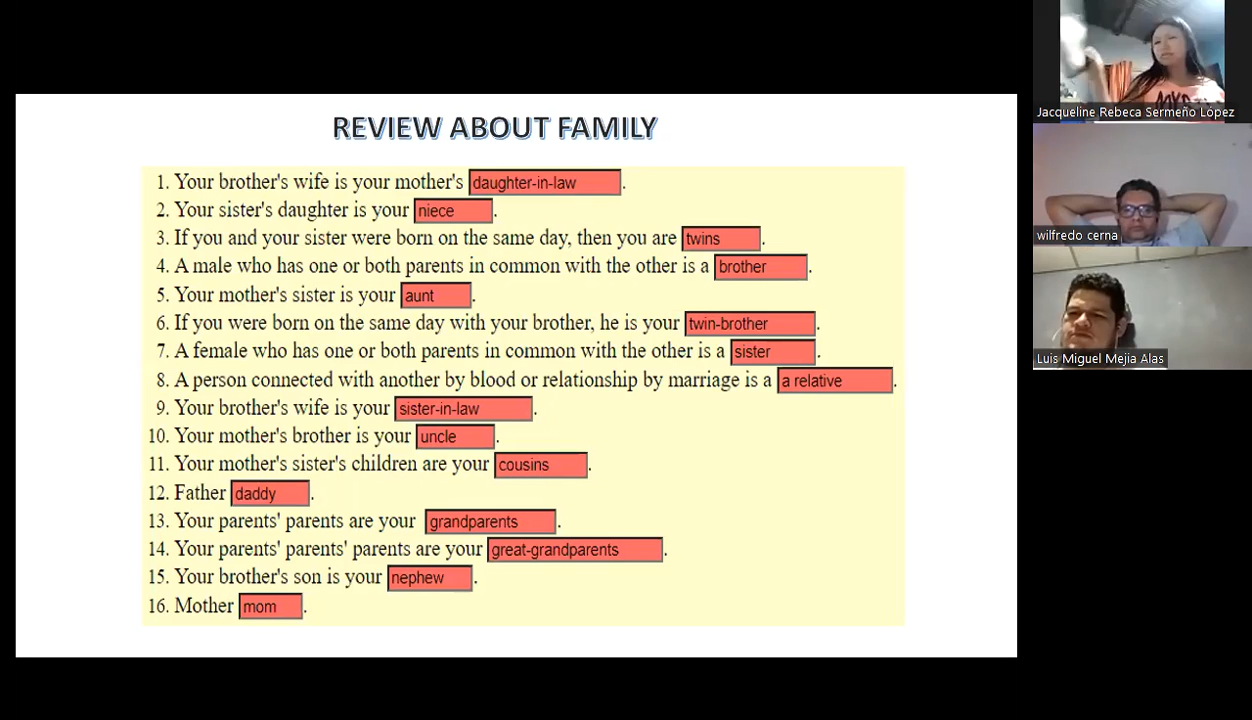 REVIEW ABOUT FAMILY
1. Your brother's wife is your mother's daughter-in-law.
2. Your sister's daughter is your niece.
3. If you and your sister were born on the same day, then you are twins.
4. A male who has one or both parents in common with the other is a brother.
5. Your mother's sister is your aunt.
6. If you were born on the same day with your brother, he is your twin-brother.
7. A female who has one or both parents in common with the other is a sister.
8. A person connected with another by blood or relationship by marriage is a a relative.
9. Your brother's wife is your sister-in-law.
10. Your mother's brother is your uncle.
11. Your mother's sister's children are your cousins.
12. Father daddy.
13. Your parents' parents are your grandparents.
14. Your parents' parents' parents are your great-grandparents.
15. Your brother's son is your nephew.
16. Mother mom.
Jacqueline Rebeca Sermeño López
wilfredo cerna
Luis Miguel Mejia Alas